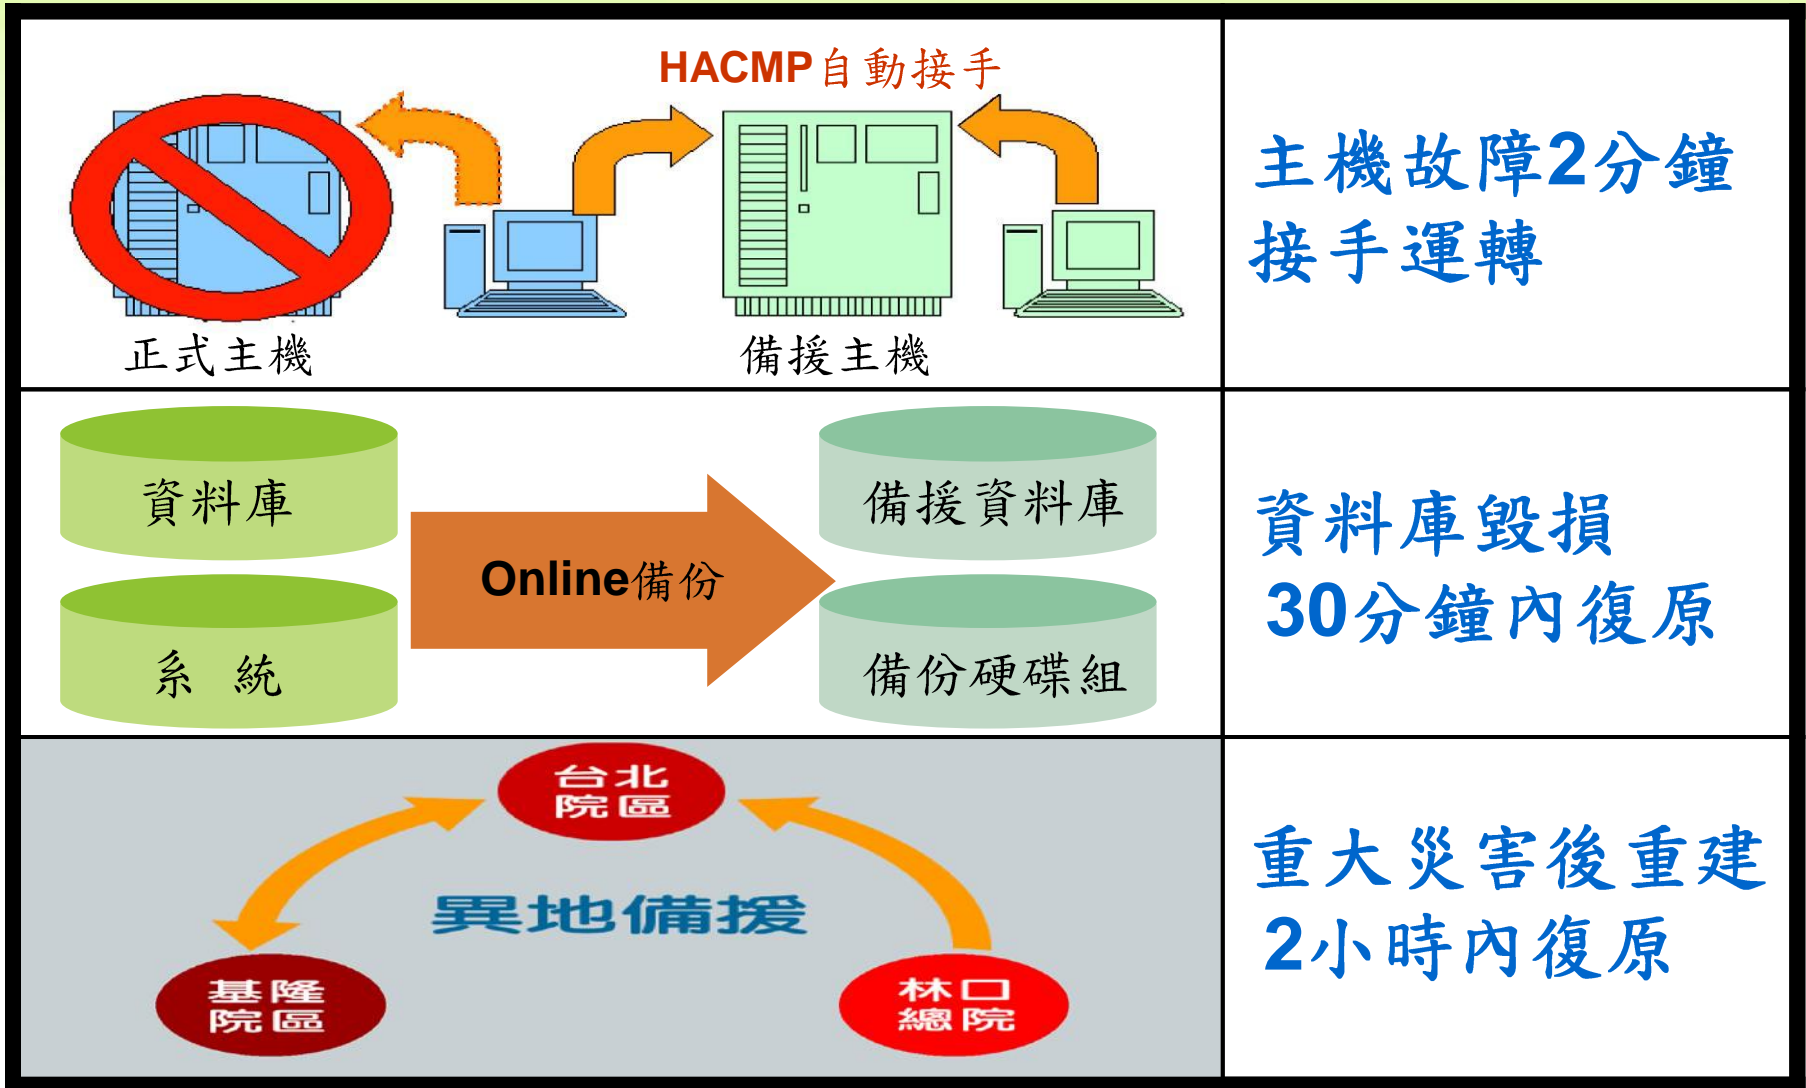 HACMP自動接手
正式主機
備援主機
主機故障2分鐘
接手運轉
資料庫
系 統
Online備份
備援資料庫
備份硬碟組
資料庫毀損
30分鐘內復原
台北
院區
異地備援
基隆
院區
林口
總院
重大災害後重建
2小時內復原